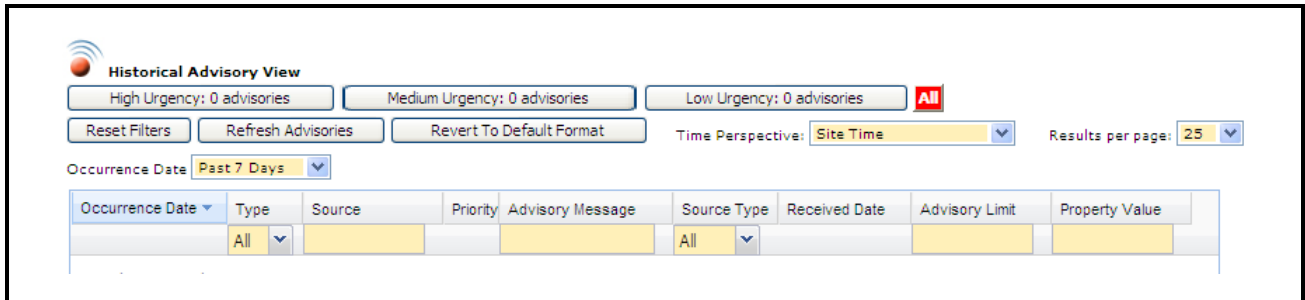 Historical Advisory View
High Urgency: 0 advisories Medium Urgency: 0 advisories Low Urgency: 0 advisories All
Reset Filters Refresh Advisories Revert To Default Format Time Perspective: Site Time Results per page: 25
Occurrence Date Past 7 Days
Occurrence Date Type Source Priority Advisory Message Source Type Received Date Advisory Limit Property Value
All All